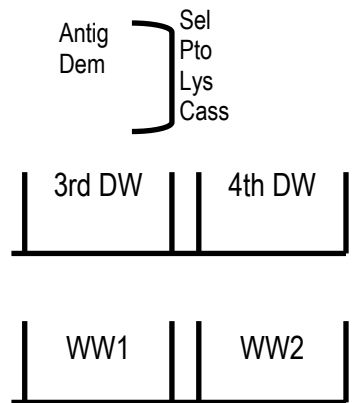 Antig
Dem
Sel
Pto
Lys
Cass
3rd DW
4th DW
WW1
WW2